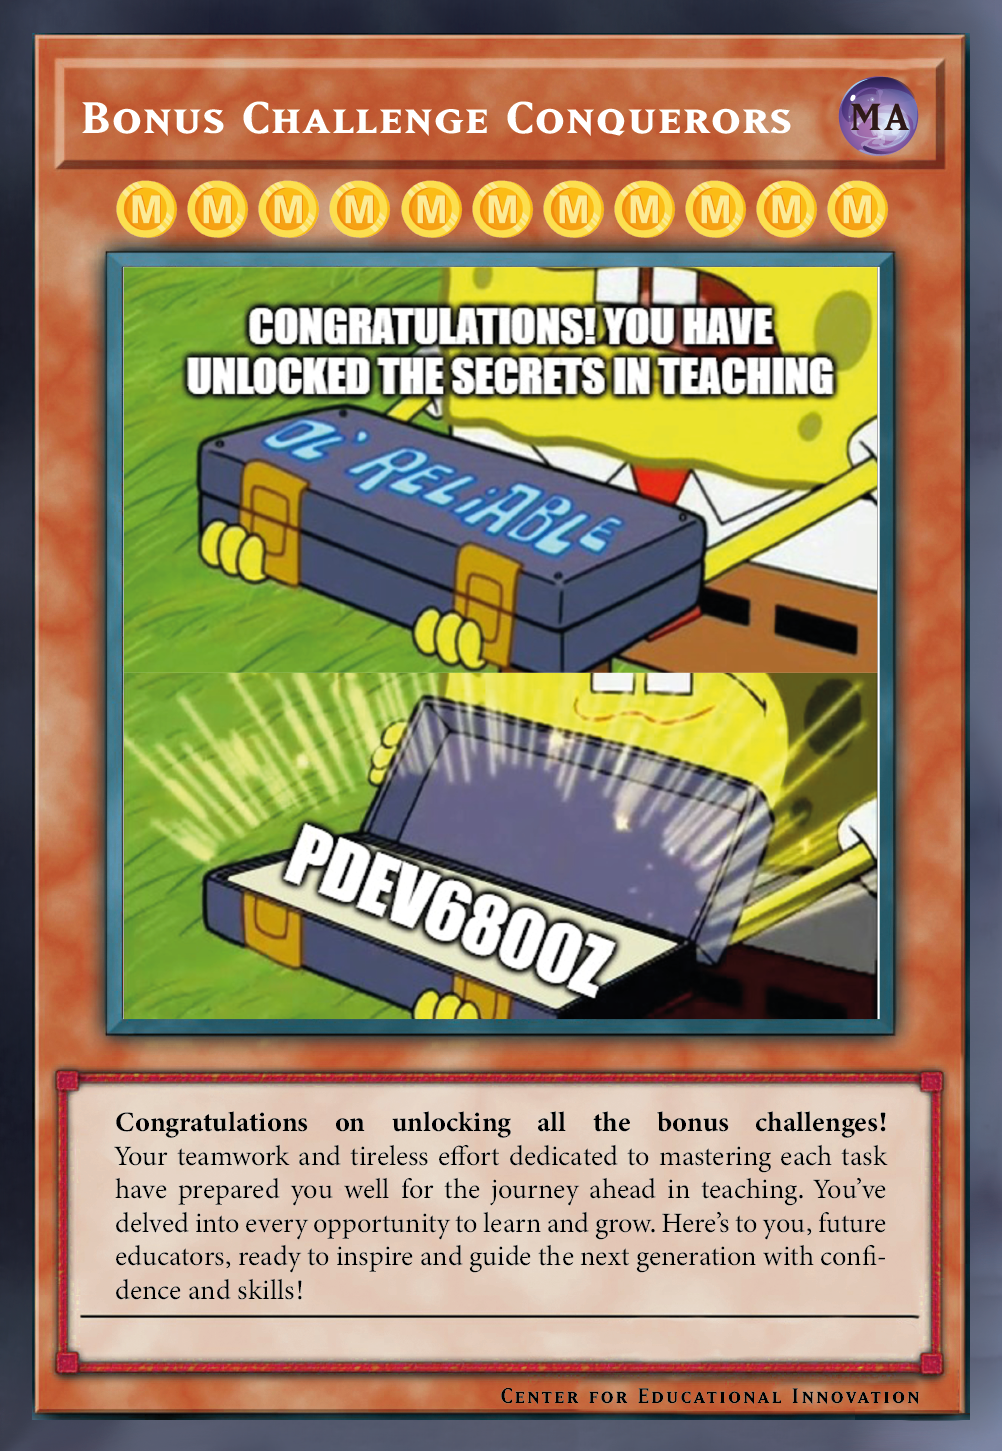 Bonus Challenge Conquerors MA
M M M M M M M M M M M
CONGRATULATIONS! YOU HAVE
UNLOCKED THE SECRETS IN TEACHING
OL' RELIABLE
PDEV6800Z
Congratulations on unlocking all the bonus challenges!
Your teamwork and tireless effort dedicated to mastering each task
have prepared you well for the journey ahead in teaching. You've
delved into every opportunity to learn and grow. Here's to you, future
educators, ready to inspire and guide the next generation with confi-
dence and skills!
Center for Educational Innovation